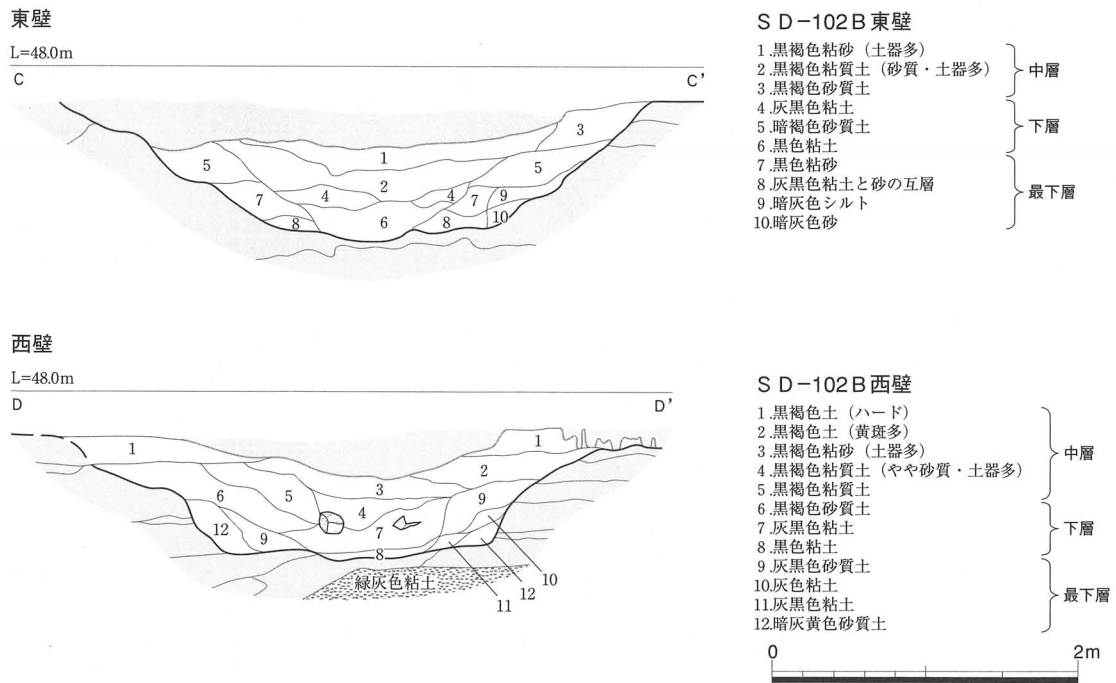 東壁
L=48.0m
C
C'
3
1
5
5
2
4
4
7
9
7
6
8
8
10
SD-102B東壁
1.黒褐色粘砂（土器多）
2.黒褐色粘質土（砂質・土器多）
3.黒褐色砂質土
中層
4.灰黒色粘土
5.暗褐色砂質土
6.黒色粘土
下層
7.黒色粘砂
8.灰黒色粘土と砂の互層
9.暗灰色シルト
10.暗灰色砂
最下層
西壁
L=48.0m
D
D'
1
1
2
3
5
6
9
4
12
9
7
8
10
12
11
緑灰色粘土
SD-102B西壁
1.黒褐色土（ハード）
2.黒褐色土（黄斑多）
3.黒褐色粘砂（土器多）
4.黒褐色粘質土（やや砂質・土器多）
5.黒褐色粘質土
中層
6.黒褐色砂質土
7.灰黒色粘土
8.黒色粘土
下層
9.灰黒色砂質土
10.灰色粘土
11.灰黒色粘土
12.暗灰黄色砂質土
最下層
0
2m